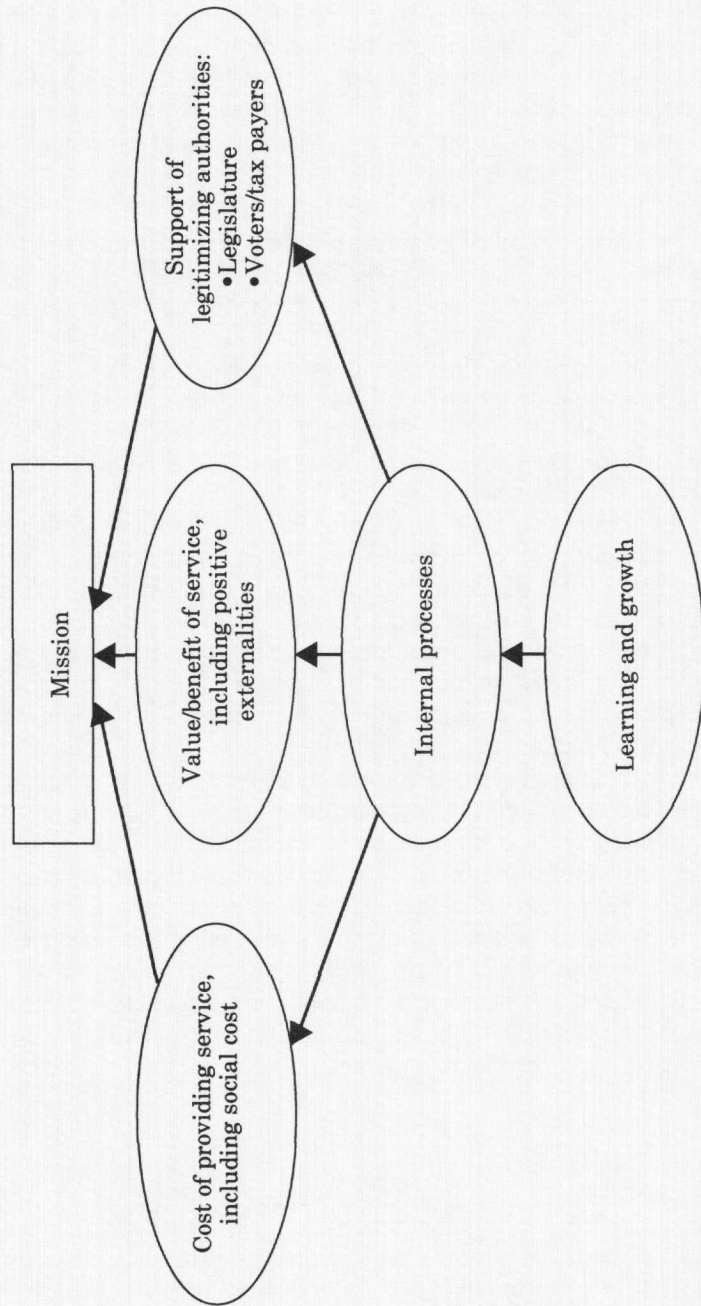 Mission
Cost of providing service,
including social cost
Value/benefit of service,
including positive
externalities
Support of
legitimizing authorities:
•Legislature
•Voters/tax payers
Internal processes
Learning and growth